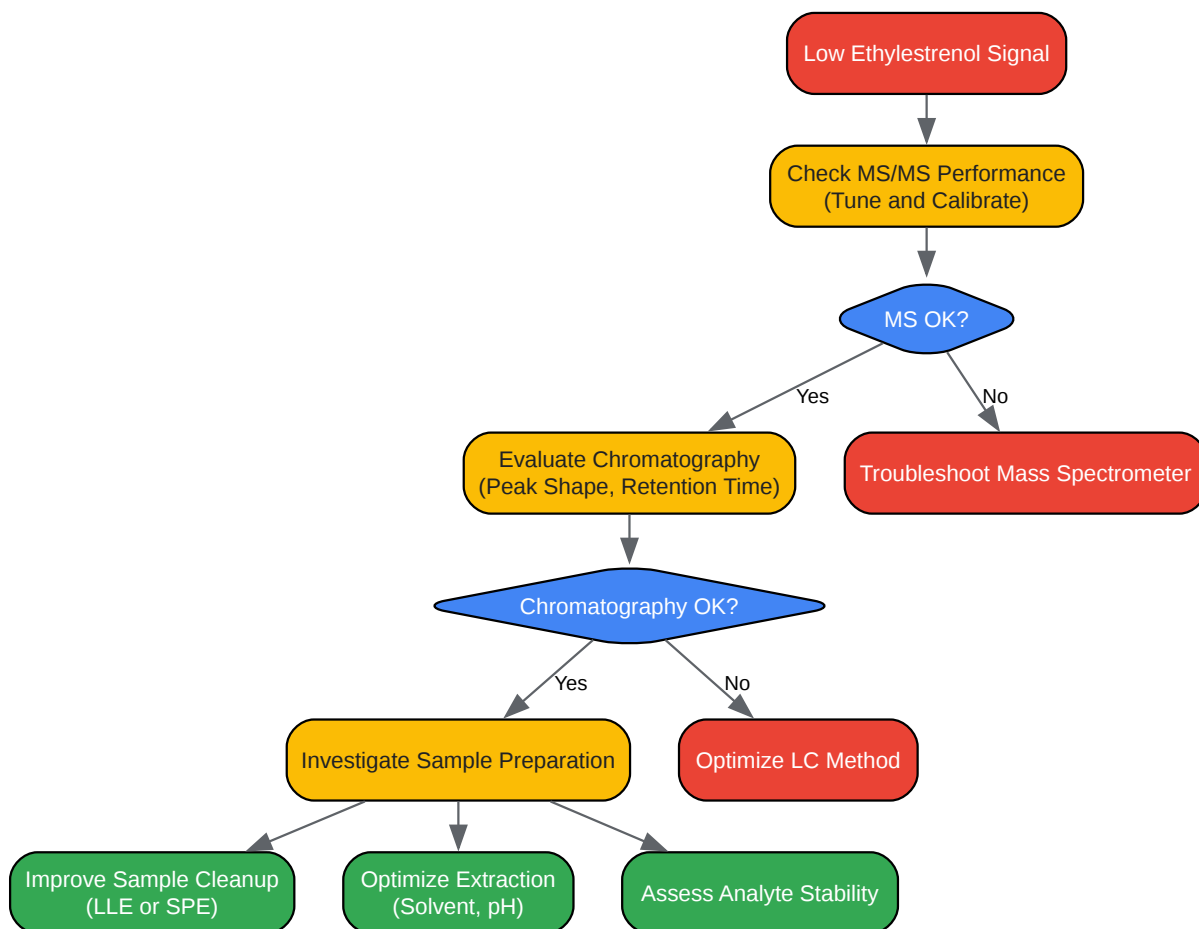 Low Ethylestrenol Signal
Check MS/MS Performance
(Tune and Calibrate)
MS OK?
Yes
No
Evaluate Chromatography
(Peak Shape, Retention Time)
Troubleshoot Mass Spectrometer
Chromatography OK?
Yes
No
Investigate Sample Preparation
Optimize LC Method
Improve Sample Cleanup
(LLE or SPE)
Optimize Extraction
(Solvent, pH)
Assess Analyte Stability